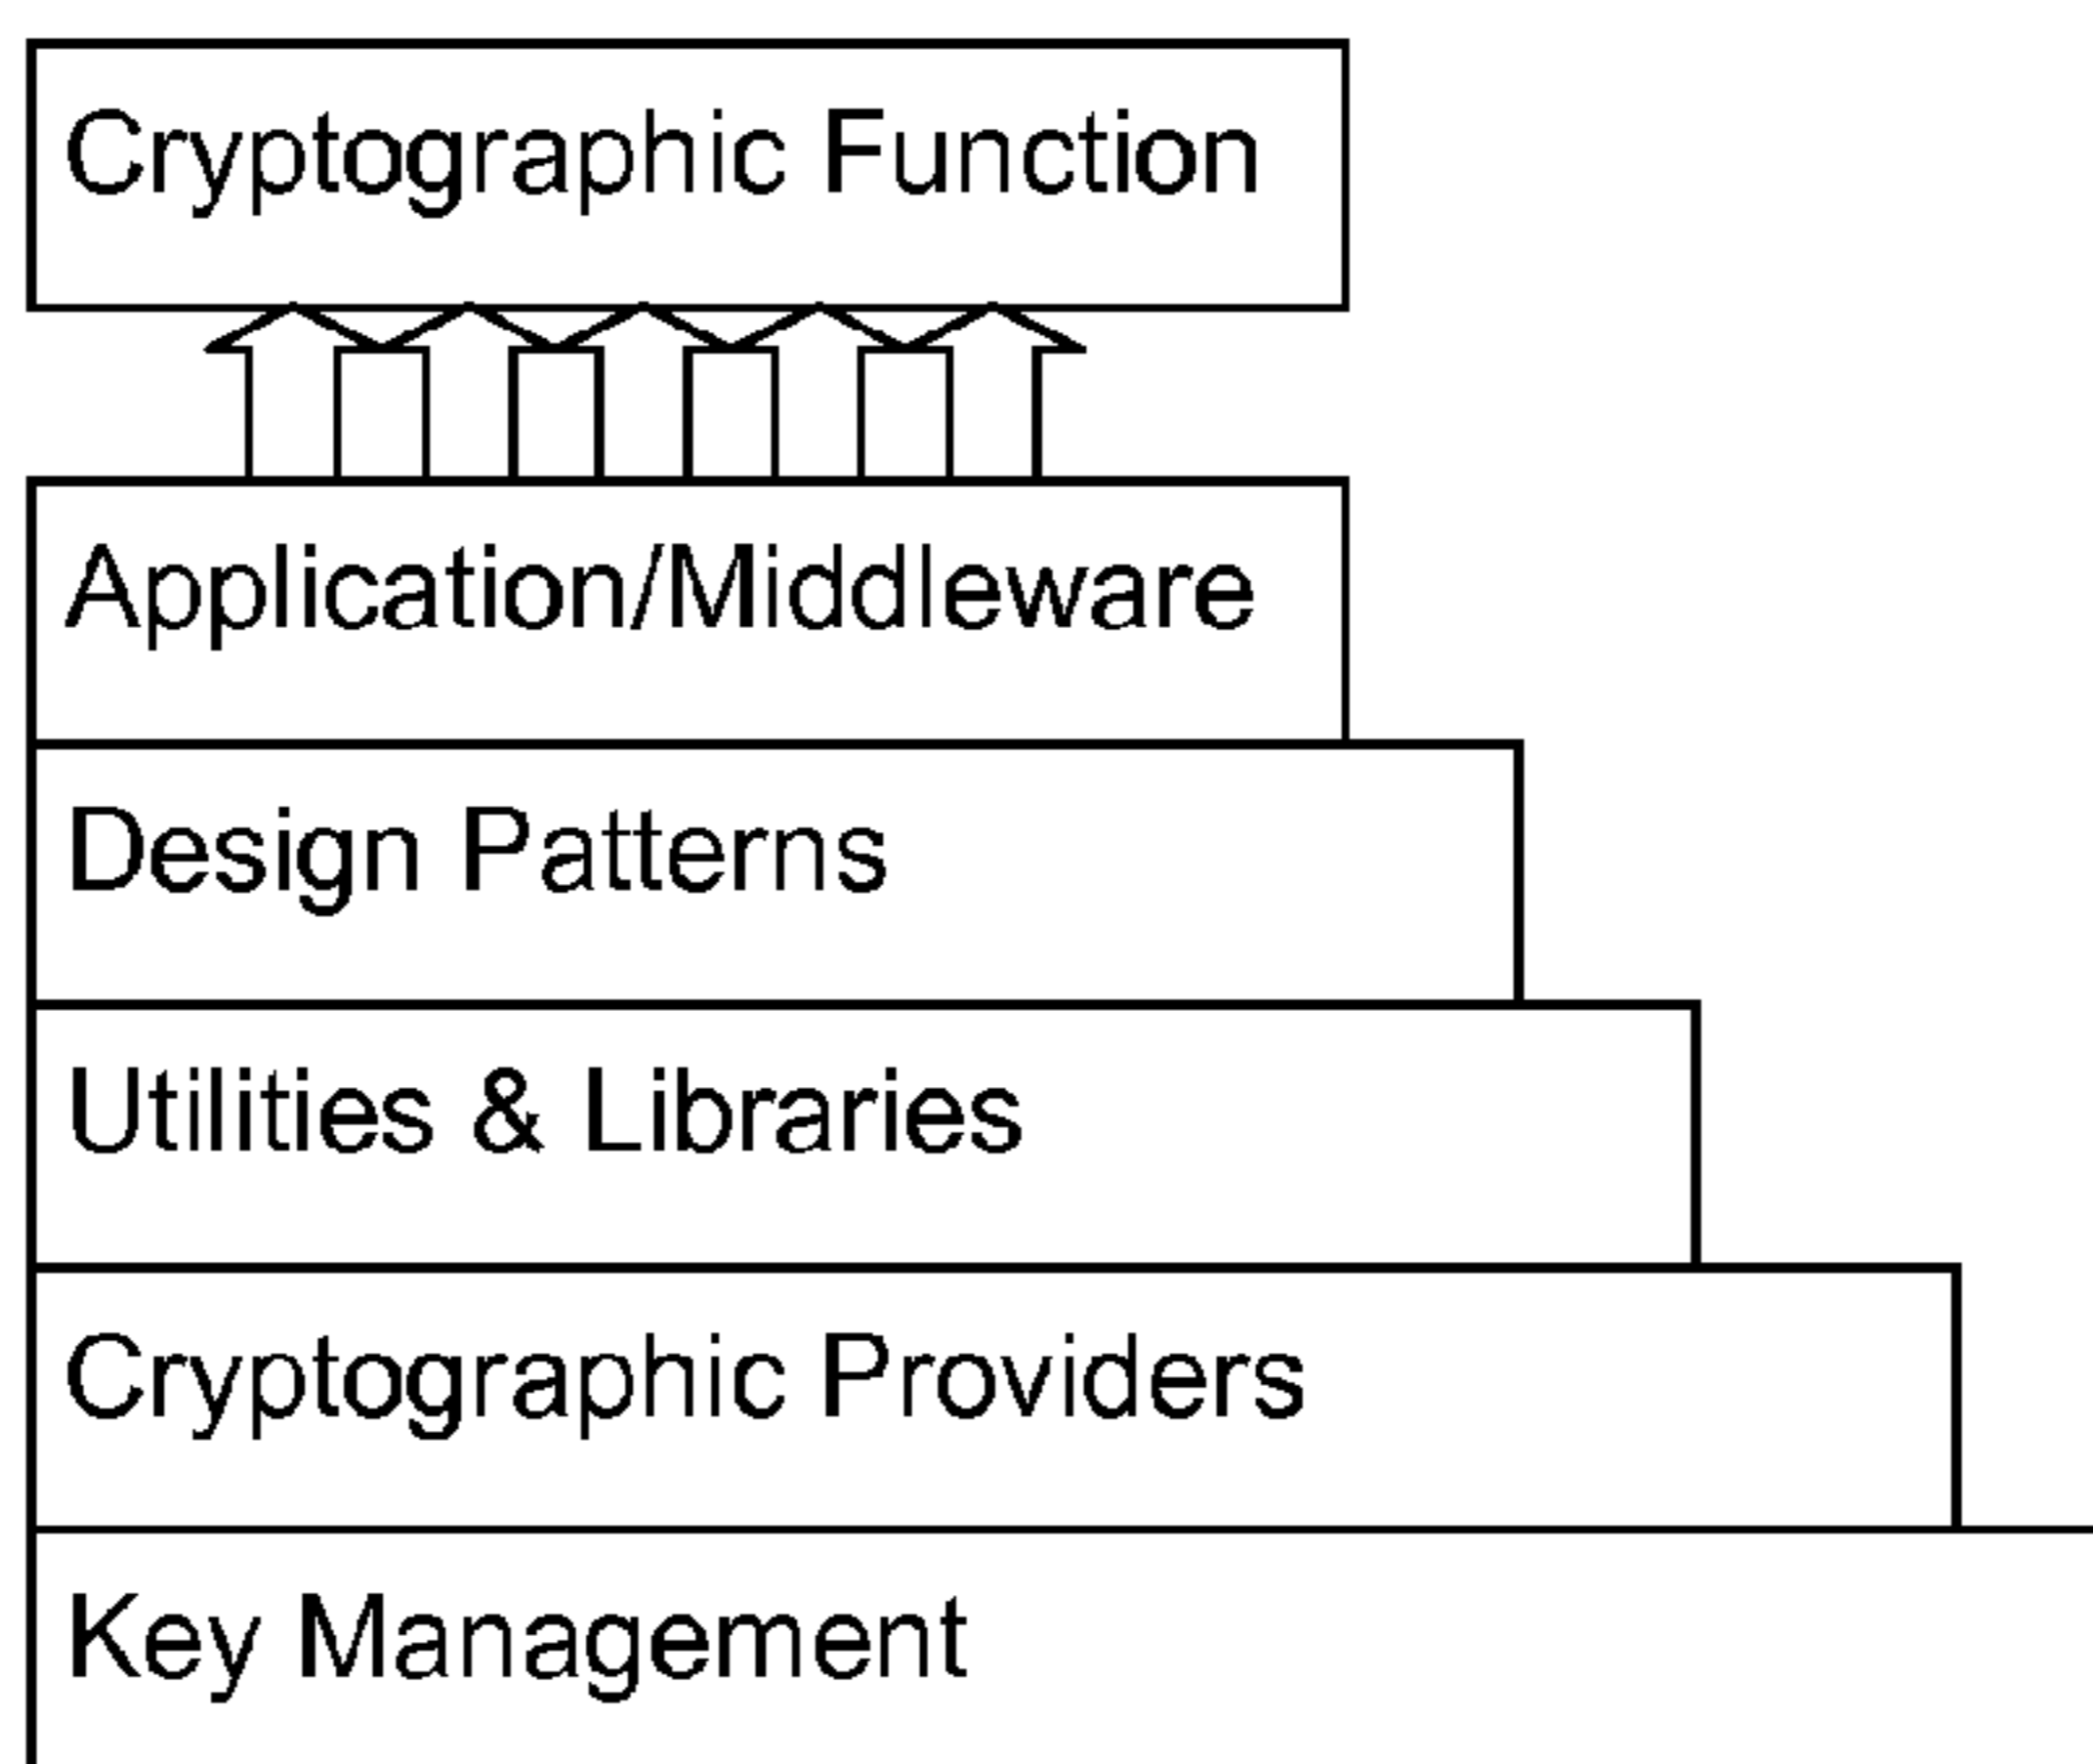 Cryptographic Function
Application/Middleware
Design Patterns
Utilities & Libraries
Cryptographic Providers
Key Management